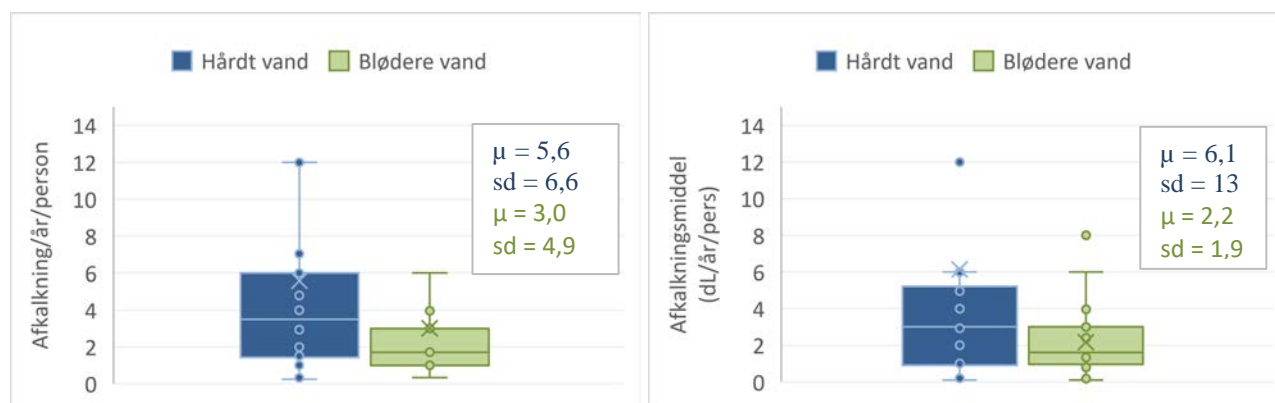 Hårdt vand Blødere vand
Afkalkning/år/person
14
12
10
8
6
4
2
0
µ = 5,6
sd = 6,6
µ = 3,0
sd = 4,9
Hårdt vand Blødere vand
Afkalkningsmiddel
(dL/år/pers)
14
12
10
8
6
4
2
0
µ = 6,1
sd = 13
µ = 2,2
sd = 1,9